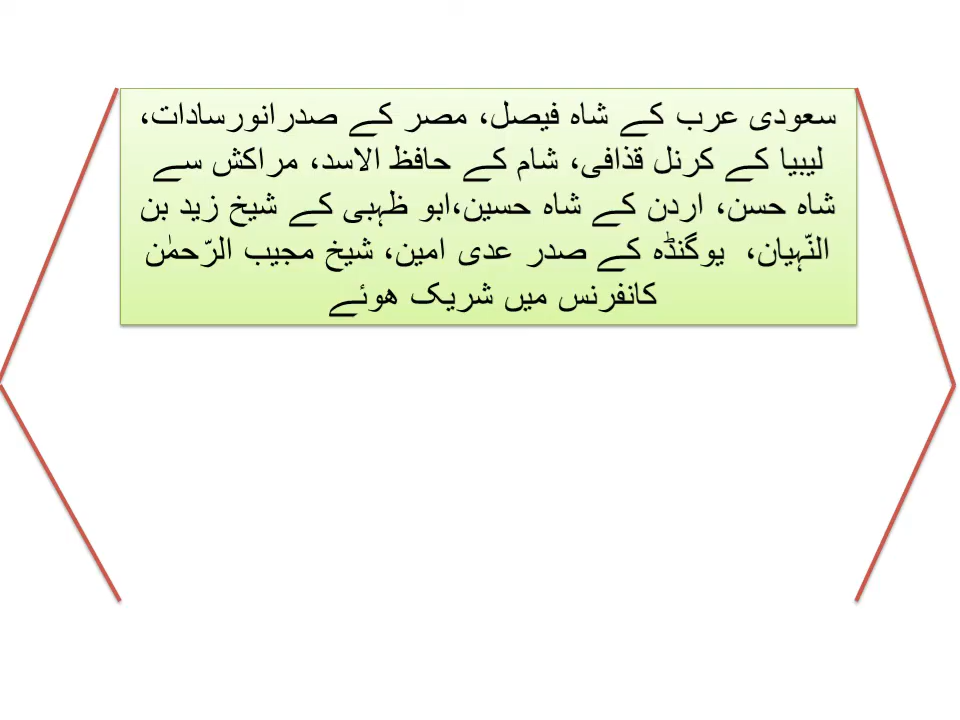 سعودی عرب کے شاہ فیصل، مصر کے صدرانورسادات،
لیبیا کے کرنل قذافی، شام کے حافظ الاسد، مراکش سے
شاہ حسن، اردن کے شاہ حسین،ابو ظہبی کے شیخ زید بن
النّہیان، یوگنڈہ کے صدر عدی امین، شیخ مجیب الرّحمٰن
کانفرنس میں شریک ھوئے